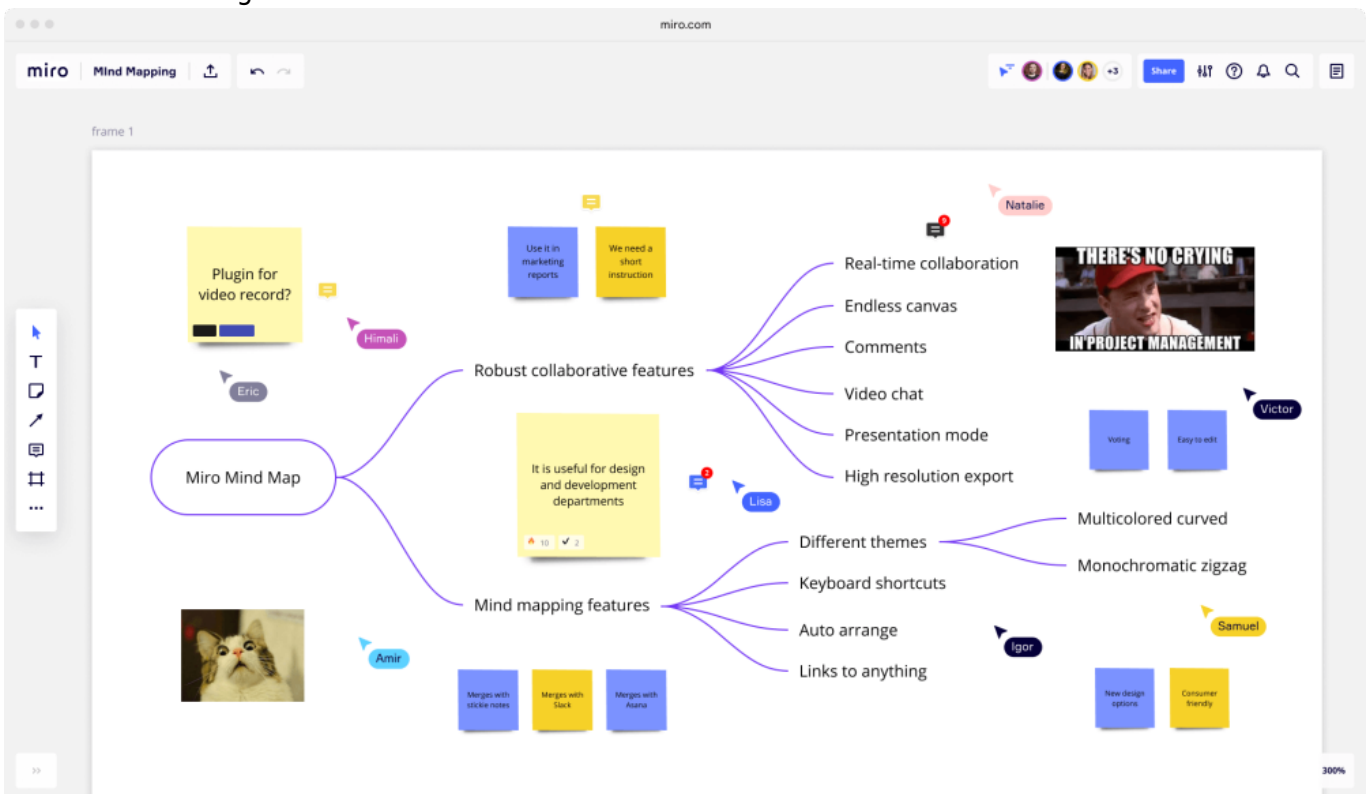 miro.com
miro
MInd Mapping
+3
Share
frame 1
Natalie
9
Plugin for
video record?
Use it in
marketing
reports
We need a
short
instruction
Real-time collaboration
THERE'S NO CRYING
IN PROJECT MANAGEMENT
Endless canvas
Himali
Comments
Robust collaborative features
Eric
Video chat
Victor
Presentation mode
Voting
Easy to edit
Miro Mind Map
It is useful for design
and development
departments
2
High resolution export
Lisa
10
2
Multicolored curved
Different themes
Monochromatic zigzag
Keyboard shortcuts
Mind mapping features
Samuel
Auto arrange
Igor
Amir
Links to anything
Merges with
stickie notes
Merges with
Slack
Merges with
Asana
New design
options
Consumer
friendly
300%